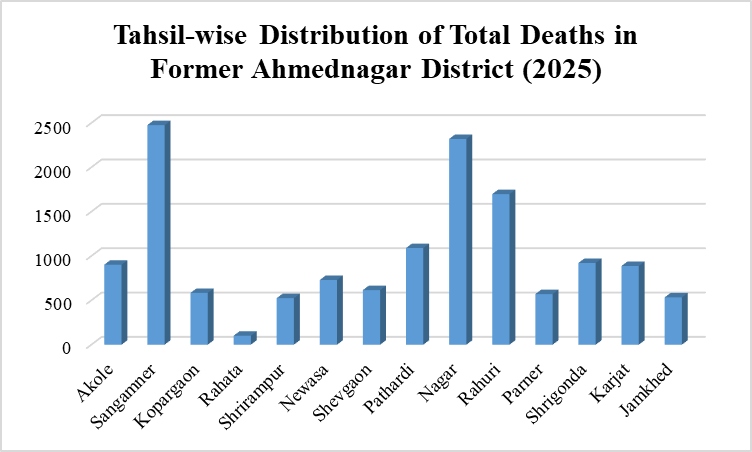 Tahsil-wise Distribution of Total Deaths in
Former Ahmednagar District (2025)
2500
2000
1500
1000
500
0
Akole
Sangamner
Kopargaon
Rahata
Shrirampur
Newasa
Shevgaon
Pathardi
Nagar
Rahuri
Parner
Shrigonda
Karjat
Jamkhed